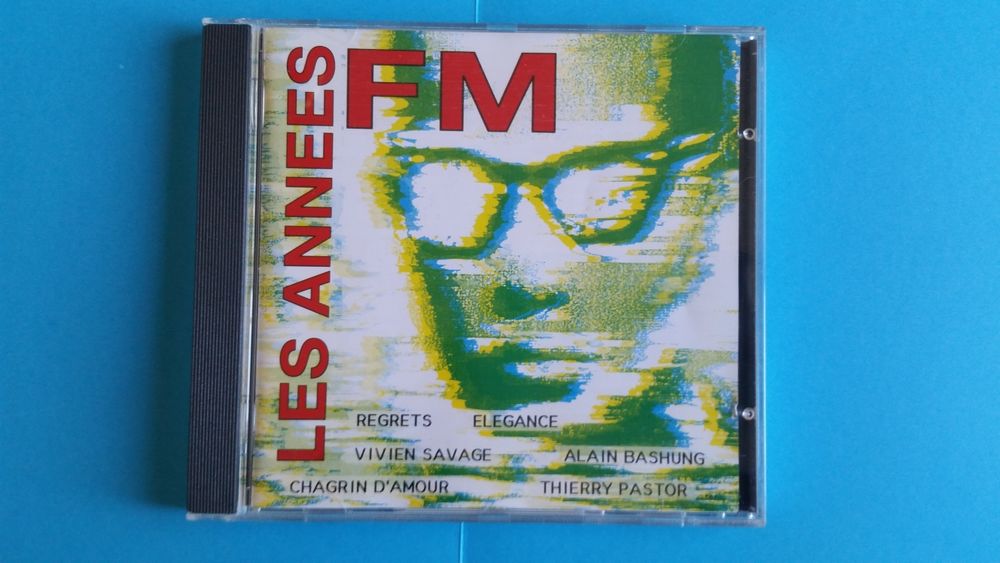 LES ANNEES
FM
REGRETS ELEGANCE
VIVIEN SAVAGE ALAIN BASHUNG
CHAGRIN D'AMOUR THIERRY PASTOR